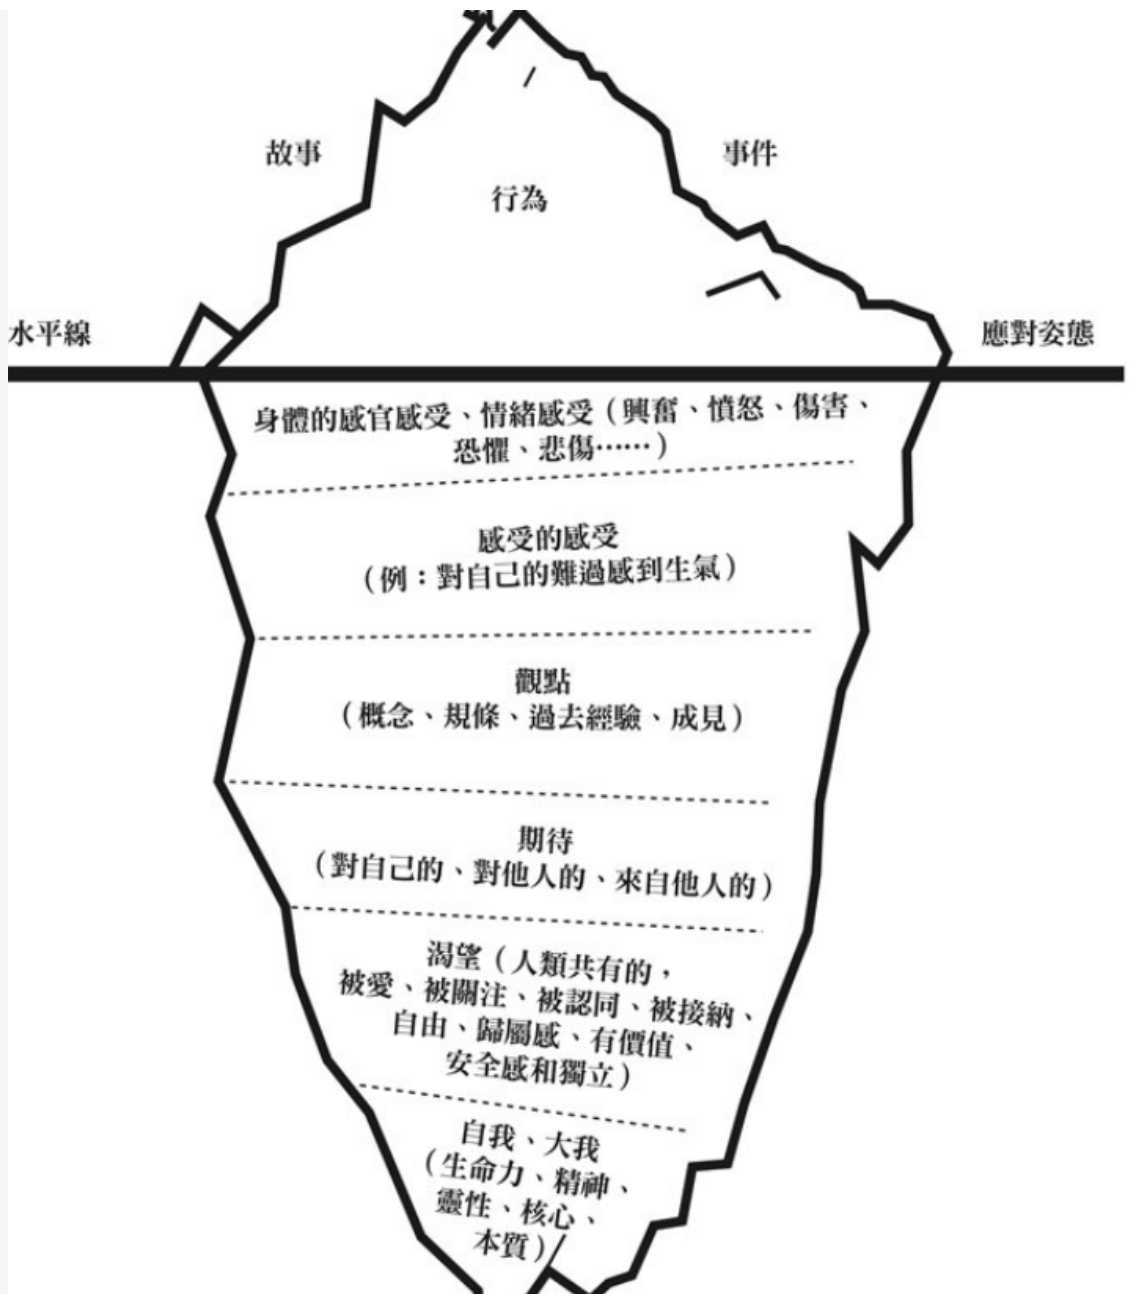 故事
事件
行為
水平線
應對姿態
身體的感官感受、情緒感受（興奮、憤怒、傷害、
恐懼、悲傷……）
感受的感受
（例：對自己的難過感到生氣）
觀點
（概念、規條、過去經驗、成見）
期待
（對自己的、對他人的、來自他人的）
渴望（人類共有的，
被愛、被關注、被認同、被接納、
自由、歸屬感、有價值、
安全感和獨立）
自我、大我
（生命力、精神、
靈性、核心、
本質）